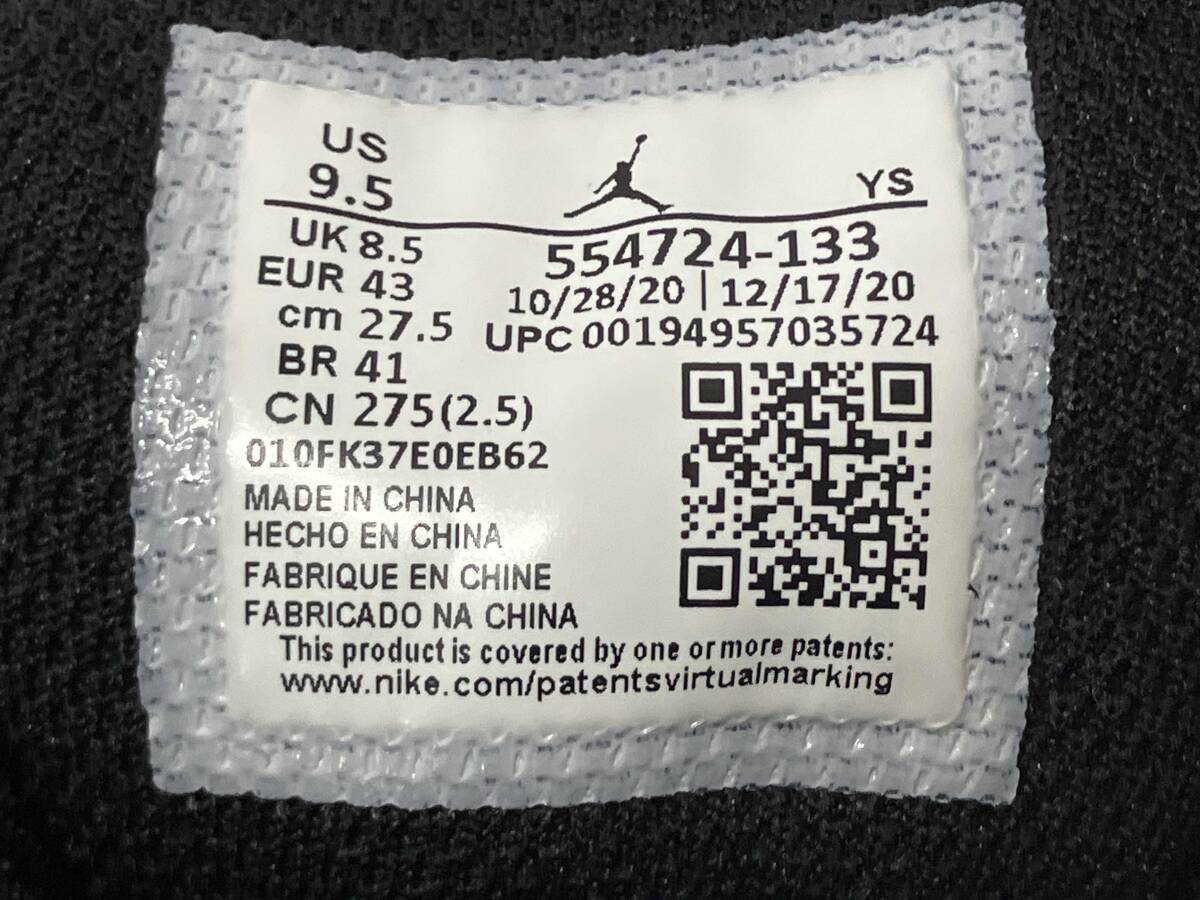 US
9.5
YS
UK 8.5
EUR 43
cm 27.5
BR 41
CN 275(2.5)
554724-133
10/28/20 | 12/17/20
UPC 00194957035724
010FK37E0EB62
MADE IN CHINA
HECHO EN CHINA
FABRIQUE EN CHINE
FABRICADO NA CHINA
This product is covered by one or more patents:
www.nike.com/patentsvirtualmarking